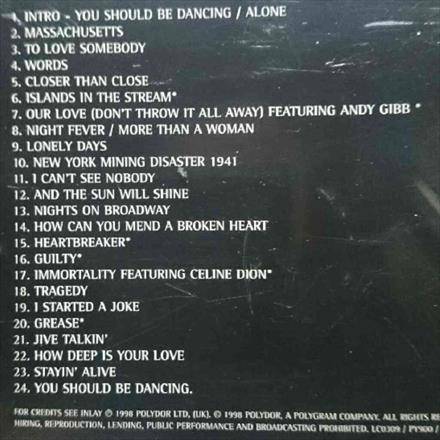 1. INTRO - YOU SHOULD BE DANCING / ALONE
2. MASSACHUSETTS
3. TO LOVE SOMEBODY
4. WORDS
5. CLOSER THAN CLOSE
6. ISLANDS IN THE STREAM*
7. OUR LOVE (DON'T THROW IT ALL AWAY) FEATURING ANDY GIBB *
8. NIGHT FEVER / MORE THAN A WOMAN
9. LONELY DAYS
10. NEW YORK MINING DISASTER 1941
11. I CAN'T SEE NOBODY
12. AND THE SUN WILL SHINE
13. NIGHTS ON BROADWAY
14. HOW CAN YOU MEND A BROKEN HEART
15. HEARTBREAKER*
16. GUILTY*
17. IMMORTALITY FEATURING CELINE DION*
18. TRAGEDY
19. I STARTED A JOKE
20. GREASE*
21. JIVE TALKIN'
22. HOW DEEP IS YOUR LOVE
23. STAYIN' ALIVE
24. YOU SHOULD BE DANCING.
FOR CREDITS SEE INLAY ℗ 1998 POLYDOR LTD, (UK). © 1998 POLYDOR, A POLYGRAM COMPANY. ALL RIGHTS
HIRING, REPRODUCTION, LENDING, PUBLIC PERFORMANCE AND BROADCASTING PROHIBITED. LC0309 / PY900 /